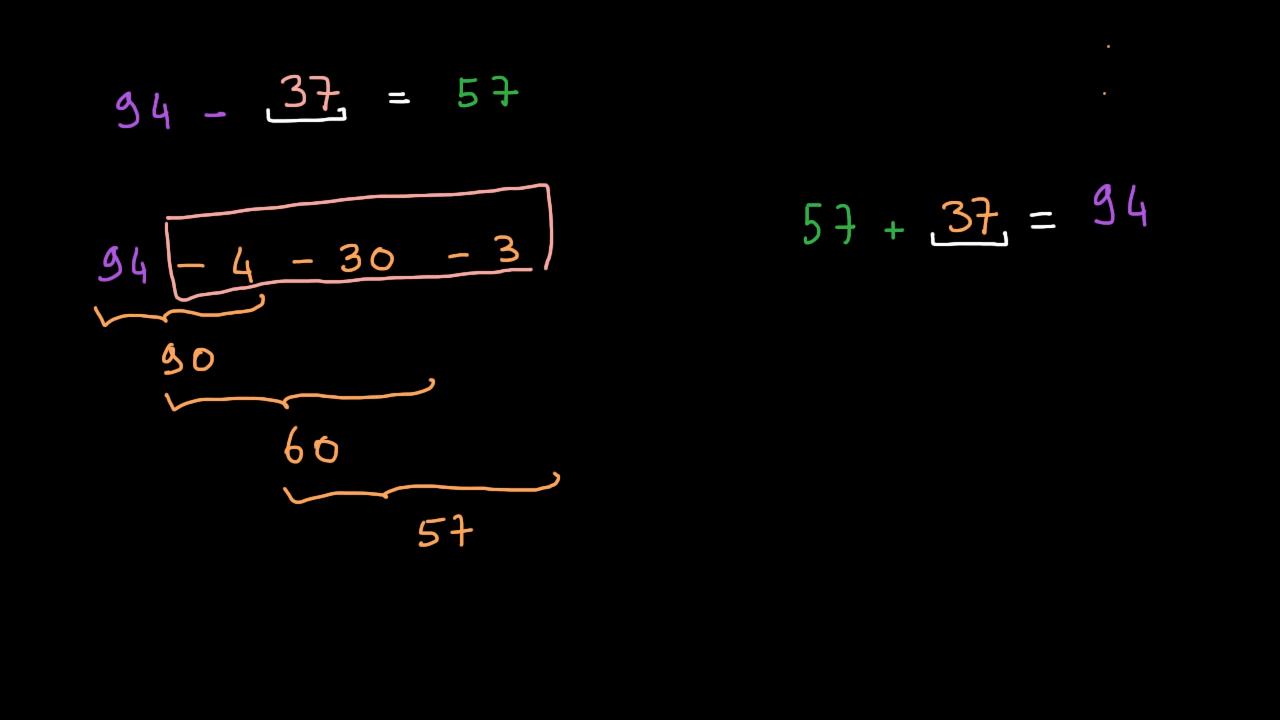 94 - 37 = 57
57 + 37 = 94
94 - 4 - 30 - 3
90
60
57